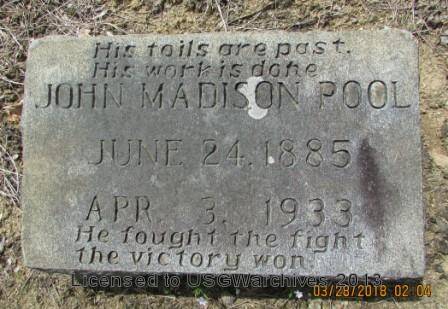 His toils are past.
His work is done
JOHN MADISON POOL
JUNE 24, 1885
APR. 3, 1933
He fought the fight
the victory won
Licensed to USGWarchives 2013
03/28/2018 02:04